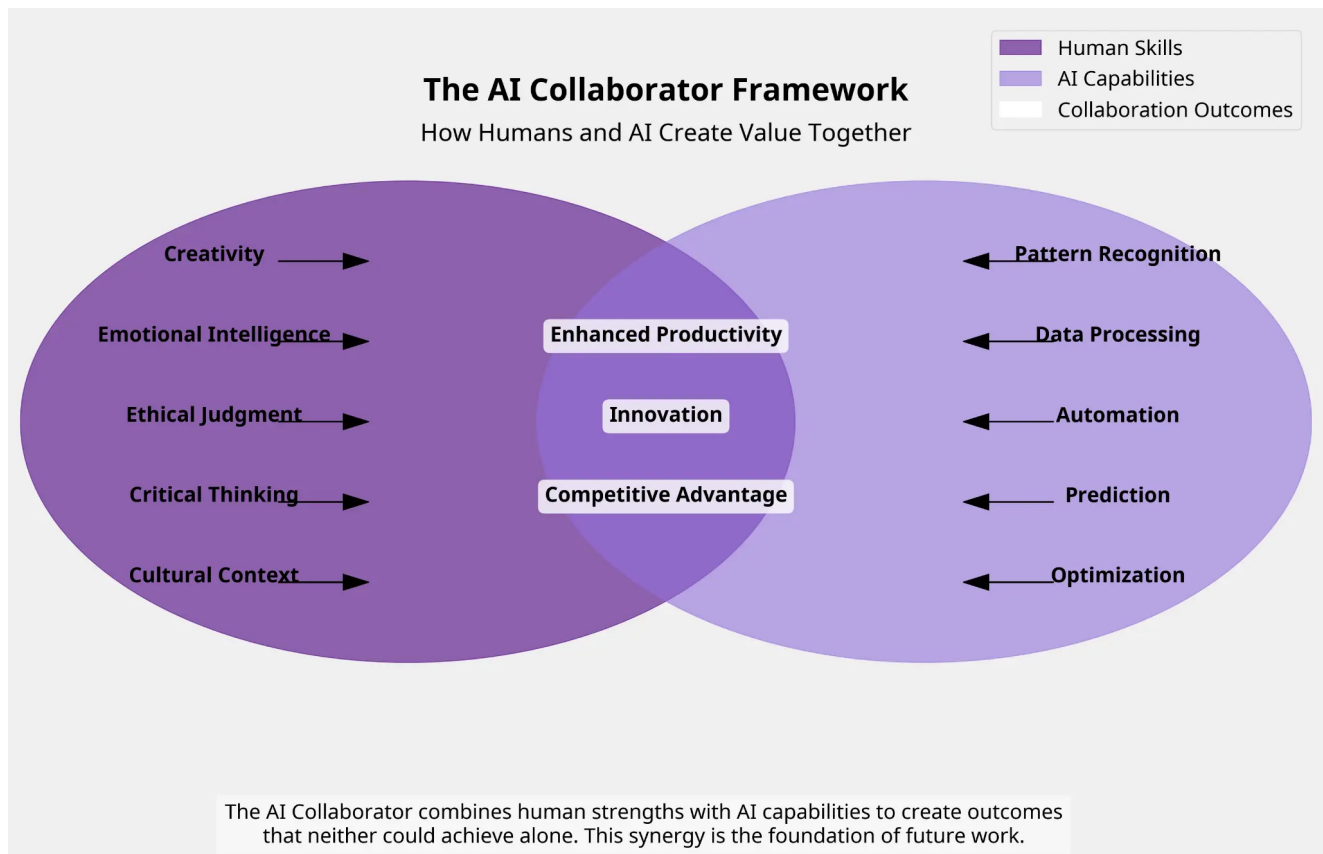 Human Skills
AI Capabilities
Collaboration Outcomes
The AI Collaborator Framework
How Humans and AI Create Value Together
Creativity
Emotional Intelligence
Ethical Judgment
Critical Thinking
Cultural Context
Enhanced Productivity
Innovation
Competitive Advantage
Pattern Recognition
Data Processing
Automation
Prediction
Optimization
The AI Collaborator combines human strengths with AI capabilities to create outcomes
that neither could achieve alone. This synergy is the foundation of future work.